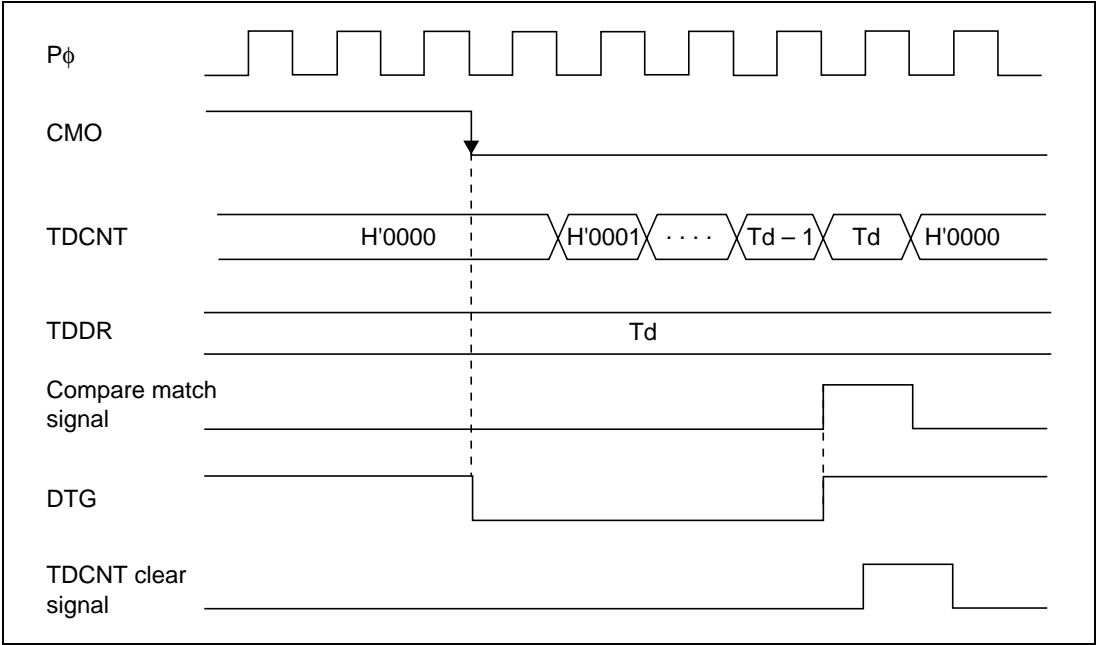 Pϕ
CMO
TDCNT H'0000 H'0001 · · · · Td – 1 Td H'0000
TDDR Td
Compare match
signal
DTG
TDCNT clear
signal